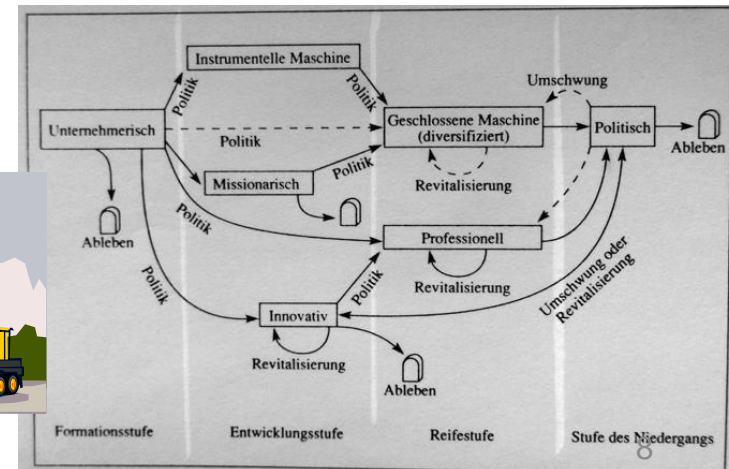 Instrumentelle Maschine
Umschwung
Politik
Politik
Unternehmerisch
Politik
Geschlossene Maschine
(diversifiziert)
Politisch
Ableben
Missionarisch
Politik
Revitalisierung
Ableben
Politik
Professionell
Politik
Politik
Revitalisierung
Umschwung oder
Revitalisierung
Innovativ
Revitalisierung
Ableben
Formationsstufe
Entwicklungsstufe
Reifestufe
Stufe des Niedergangs
8